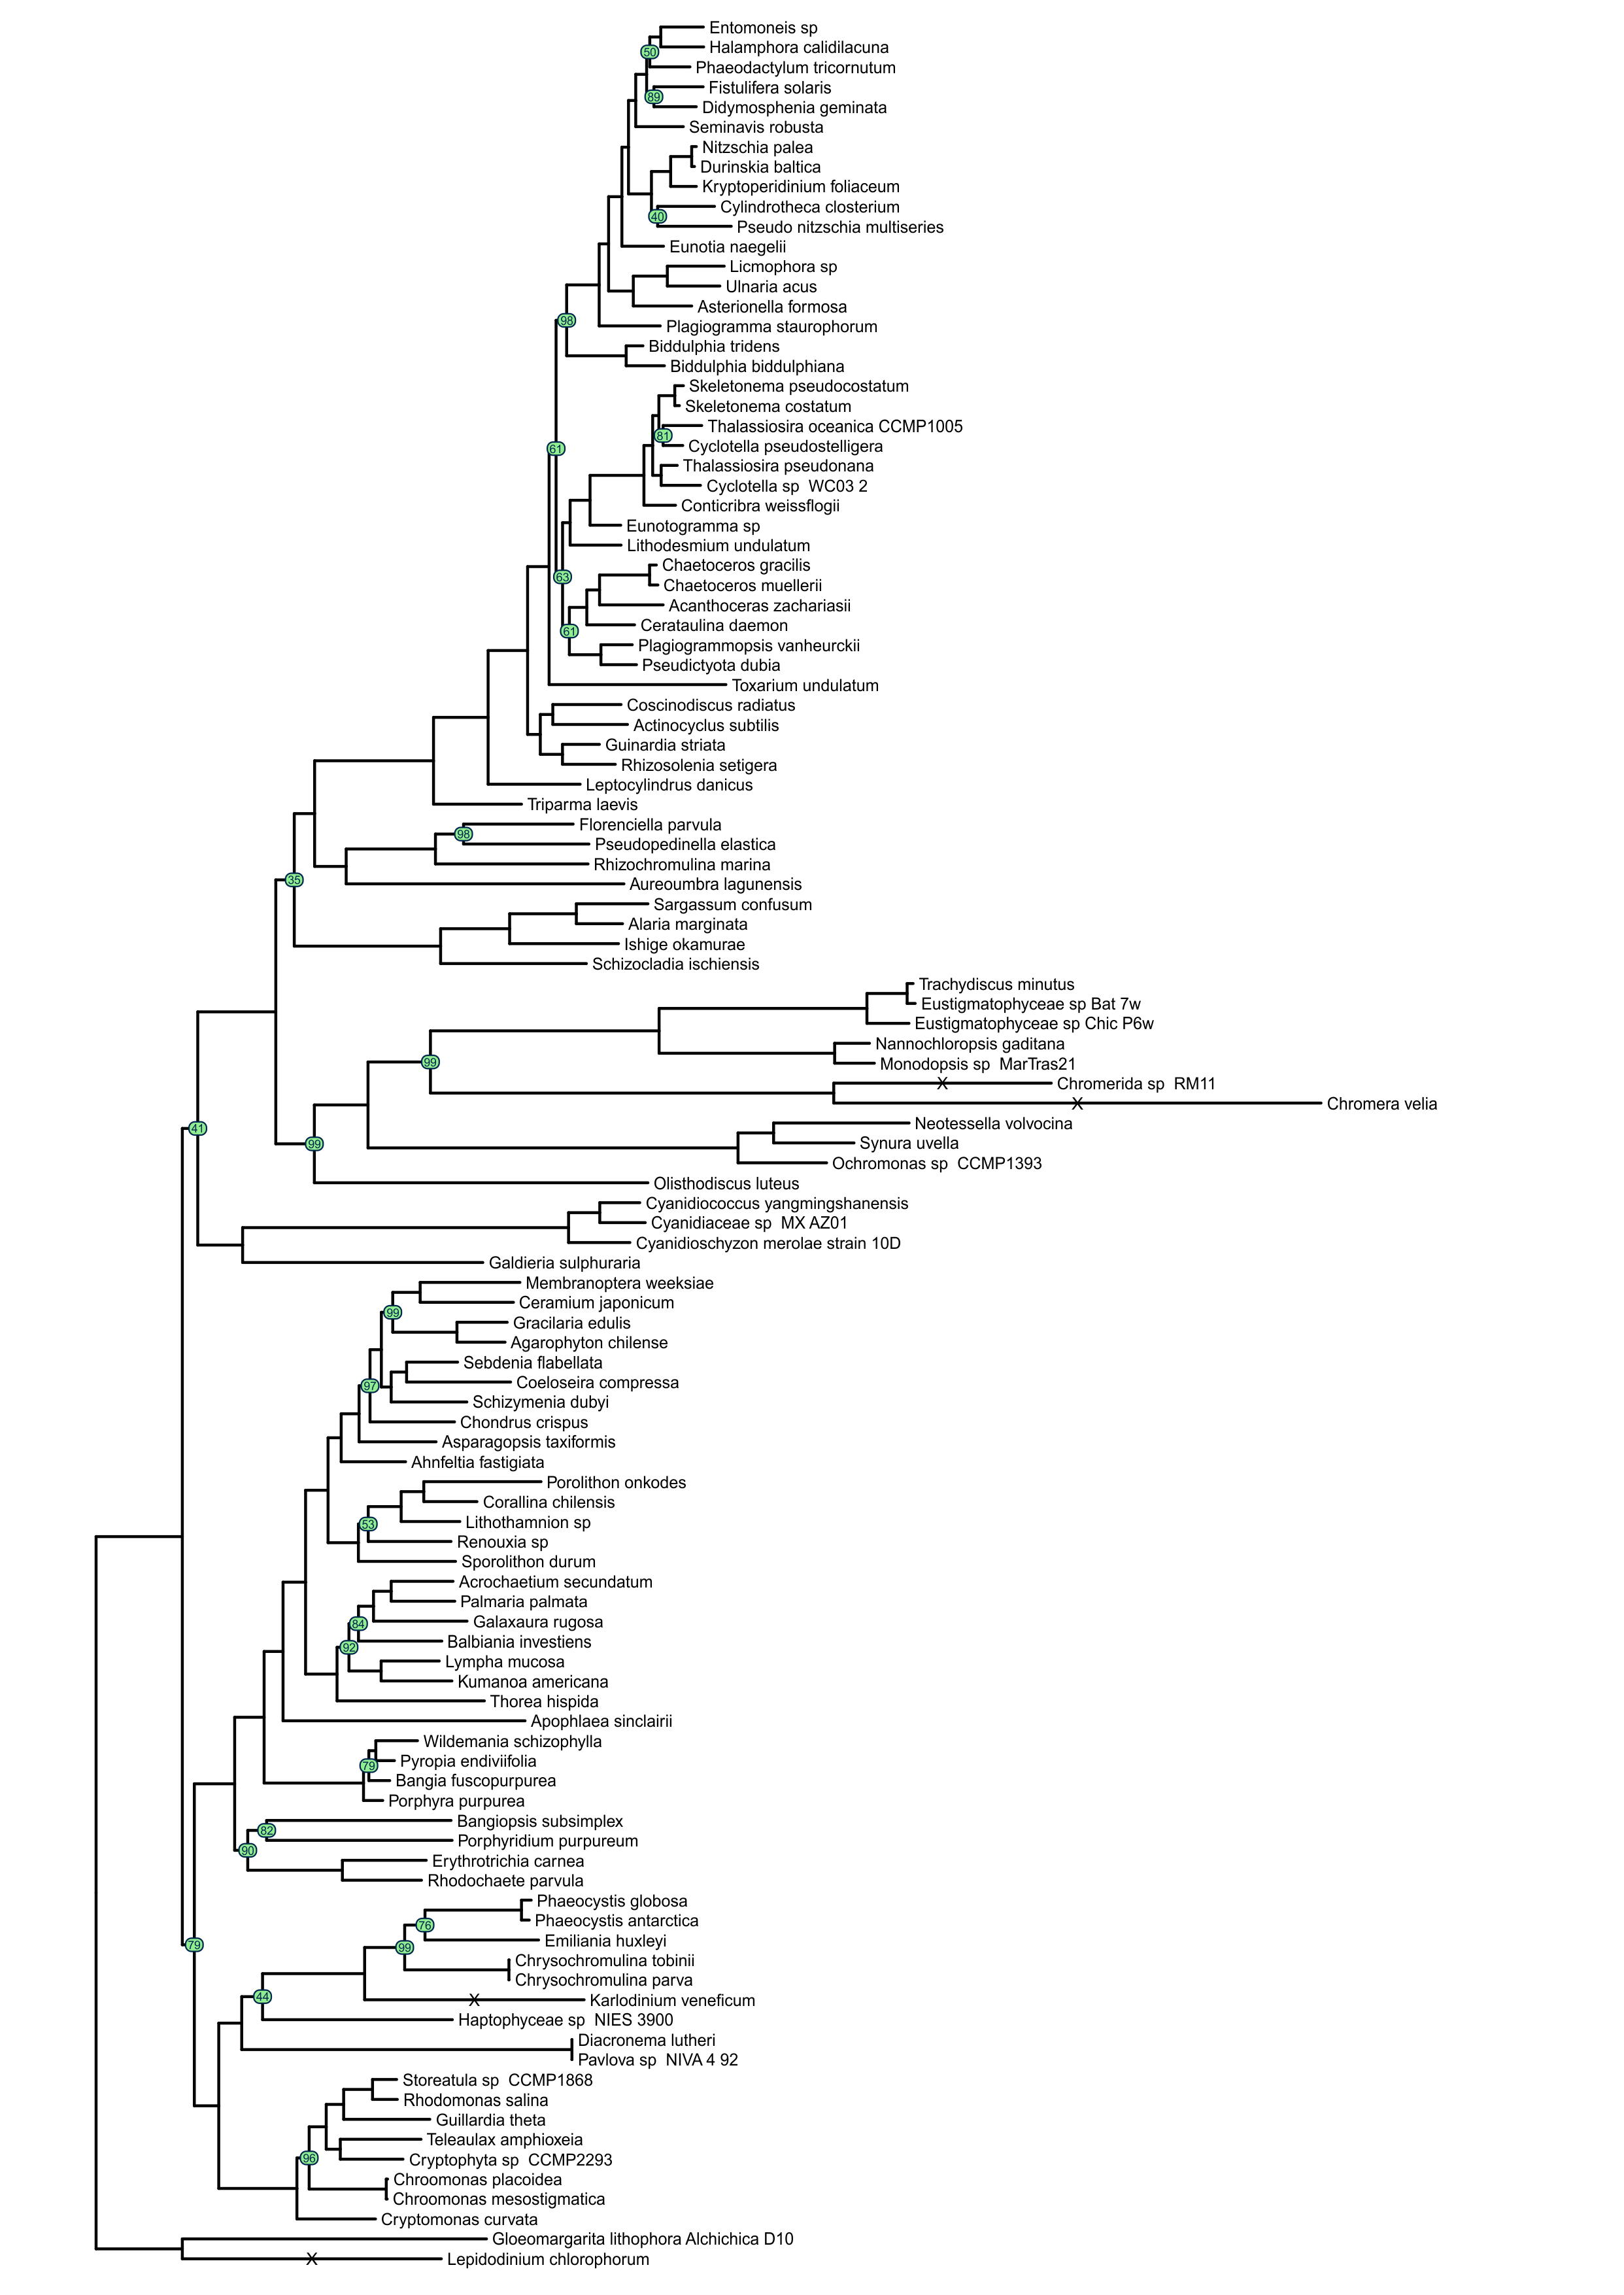 Entomoneis sp
Halamphora calidilacuna
50
Phaeodactylum tricornutum
Fistulifera solaris
89
Didymosphenia geminata
Seminavis robusta
Nitzschia palea
Durinskia baltica
Kryptoperidinium foliaceum
Cylindrotheca closterium
40
Pseudo nitzschia multiseries
Eunotia naegelii
Licmophora sp
Ulnaria acus
Asterionella formosa
98
Plagiogramma staurophorum
Biddulphia tridens
Biddulphia biddulphiana
Skeletonema pseudocostatum
Skeletonema costatum
Thalassiosira oceanica CCMP1005
81
Cyclotella pseudostelligera
61
Thalassiosira pseudonana
Cyclotella sp WC03 2
Conticribra weissflogii
Eunotogramma sp
Lithodesmium undulatum
Chaetoceros gracilis
63
Chaetoceros muellerii
Acanthoceras zachariasii
Cerataulina daemon
61
Plagiogrammopsis vanheurckii
Pseudictyota dubia
Toxarium undulatum
Coscinodiscus radiatus
Actinocyclus subtilis
Guinardia striata
Rhizosolenia setigera
Leptocylindrus danicus
Triparma laevis
Florenciella parvula
98
Pseudopedinella elastica
Rhizochromulina marina
35
Aureoumbra lagunensis
Sargassum confusum
Alaria marginata
Ishige okamurae
Schizocladia ischiensis
Trachydiscus minutus
Eustigmatophyceae sp Bat 7w
Eustigmatophyceae sp Chic P6w
Nannochloropsis gaditana
99
Monodopsis sp MarTras21
X
Chromerida sp RM11
X
Chromera velia
Neotessella volvocina
41
99
Synura uvella
Ochromonas sp CCMP1393
Olisthodiscus luteus
Cyanidiococcus yangmingshanensis
Cyanidiaceae sp MX AZ01
Cyanidioschyzon merolae strain 10D
Galdieria sulphuraria
Membranoptera weeksiae
Ceramium japonicum
99
Gracilaria edulis
Agarophyton chilense
Sebdenia flabellata
Coeloseira compressa
97
Schizymenia dubyi
Chondrus crispus
Asparagopsis taxiformis
Ahnfeltia fastigiata
Porolithon onkodes
Corallina chilensis
Lithothamnion sp
53
Renouxia sp
Sporolithon durum
Acrochaetium secundatum
Palmaria palmata
Galaxaura rugosa
84
Balbiania investiens
92
Lympha mucosa
Kumanoa americana
Thorea hispida
Apophlaea sinclairii
Wildemania schizophylla
Pyropia endiviifolia
79
Bangia fuscopurpurea
Porphyra purpurea
Bangiopsis subsimplex
82
Porphyridium purpureum
90
Erythrotrichia carnea
Rhodochaete parvula
Phaeocystis globosa
Phaeocystis antarctica
76
Emiliania huxleyi
79
99
Chrysochromulina tobinii
Chrysochromulina parva
44
X
Karlodinium veneficum
Haptophyceae sp NIES 3900
Diacronema lutheri
Pavlova sp NIVA 4 92
Storeatula sp CCMP1868
Rhodomonas salina
Guillardia theta
Teleaulax amphioxeia
96
Cryptophyta sp CCMP2293
Chroomonas placoidea
Chroomonas mesostigmatica
Cryptomonas curvata
Gloeomargarita lithophora Alchichica D10
X
Lepidodinium chlorophorum